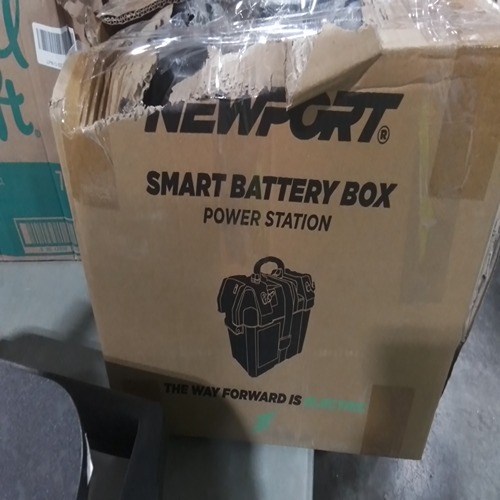 NEWPORT®
SMART BATTERY BOX
POWER STATION
THE WAY FORWARD IS